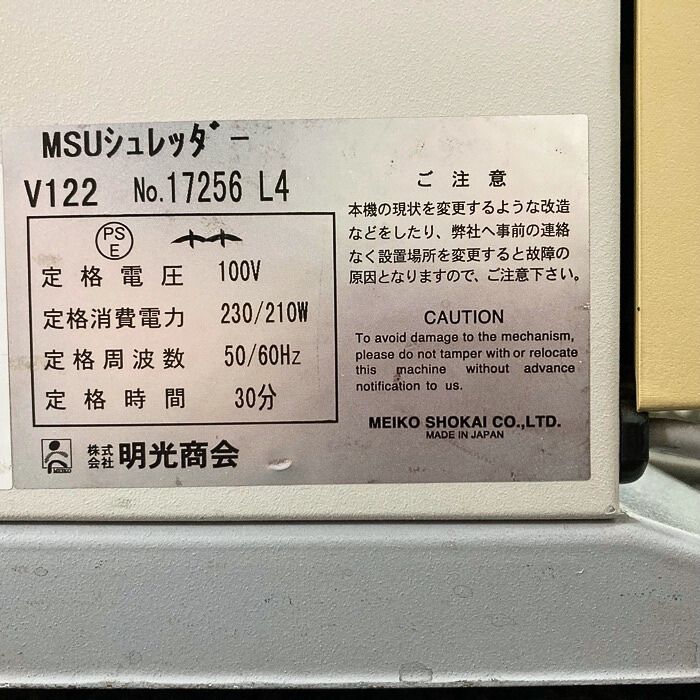 MSUシュレッダー
V122 No.17256 L4
PS
E
定格電圧 100V
定格消費電力 230/210W
定格周波数 50/60Hz
定格時間 30分
MEIKO
株式
会社
明光商会
ご注意
本機の現状を変更するような改造
などをしたり、弊社へ事前の連絡
なく設置場所を変更すると故障の
原因となりますので、ご注意下さい。
CAUTION
To avoid damage to the mechanism,
please do not tamper with or relocate
this machine without advance
notification to us.
MEIKO SHOKAI CO.,LTD.
MADE IN JAPAN